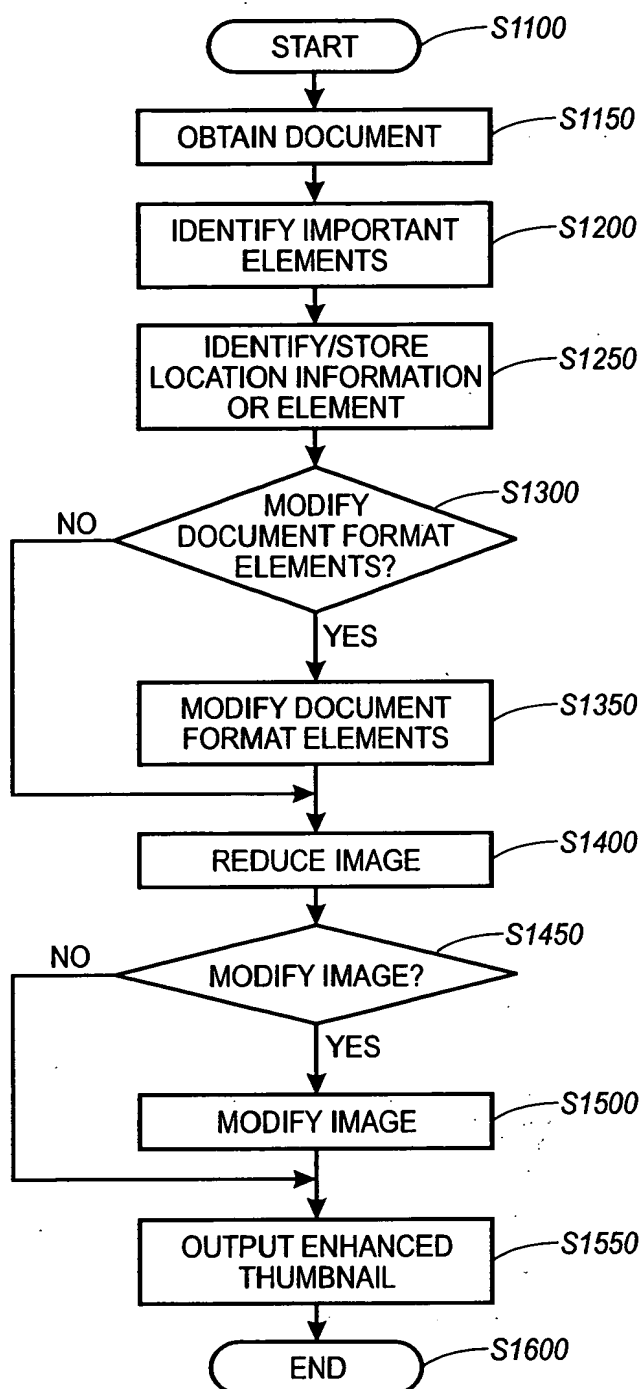 START
S1100
OBTAIN DOCUMENT
S1150
IDENTIFY IMPORTANT
ELEMENTS
S1200
IDENTIFY/STORE
LOCATION INFORMATION
OR ELEMENT
S1250
MODIFY
DOCUMENT FORMAT
ELEMENTS?
S1300
NO
YES
MODIFY DOCUMENT
FORMAT ELEMENTS
S1350
REDUCE IMAGE
S1400
MODIFY IMAGE?
S1450
NO
YES
MODIFY IMAGE
S1500
OUTPUT ENHANCED
THUMBNAIL
S1550
END
S1600